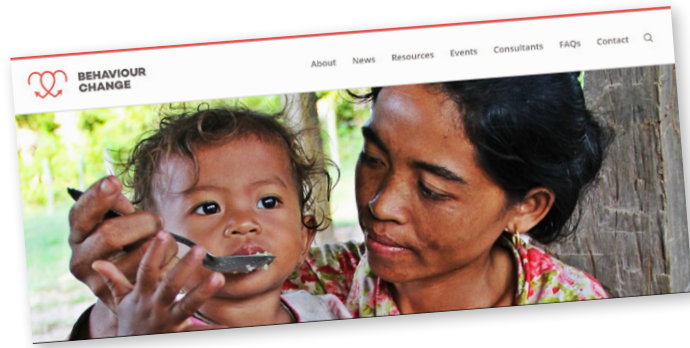 BEHAVIOUR
CHANGE
About News Resources Events Consultants FAQs Contact